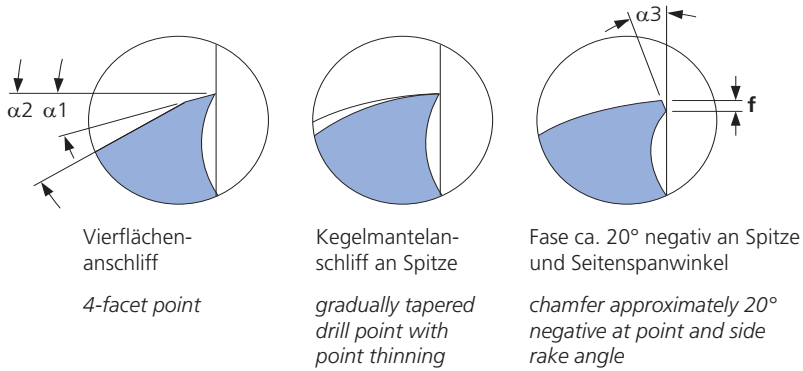 α3
α2 α1
f
Vierflächen-
anschliff
4-facet point
Kegelmantelan-
schliff an Spitze
gradually tapered
drill point with
point thinning
Fase ca. 20° negativ an Spitze
und Seitenspanwinkel
chamfer approximately 20°
negative at point and side
rake angle